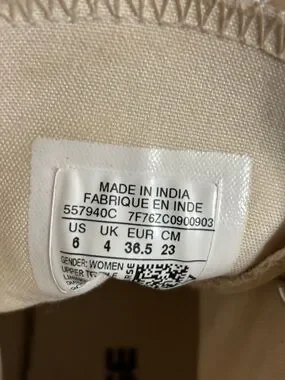 MADE IN INDIA
FABRIQUE EN INDE
557940C 7F76ZC0900903
US UK EUR CM
6 4 36.5 23
GENDER: WOMEN
UPPER